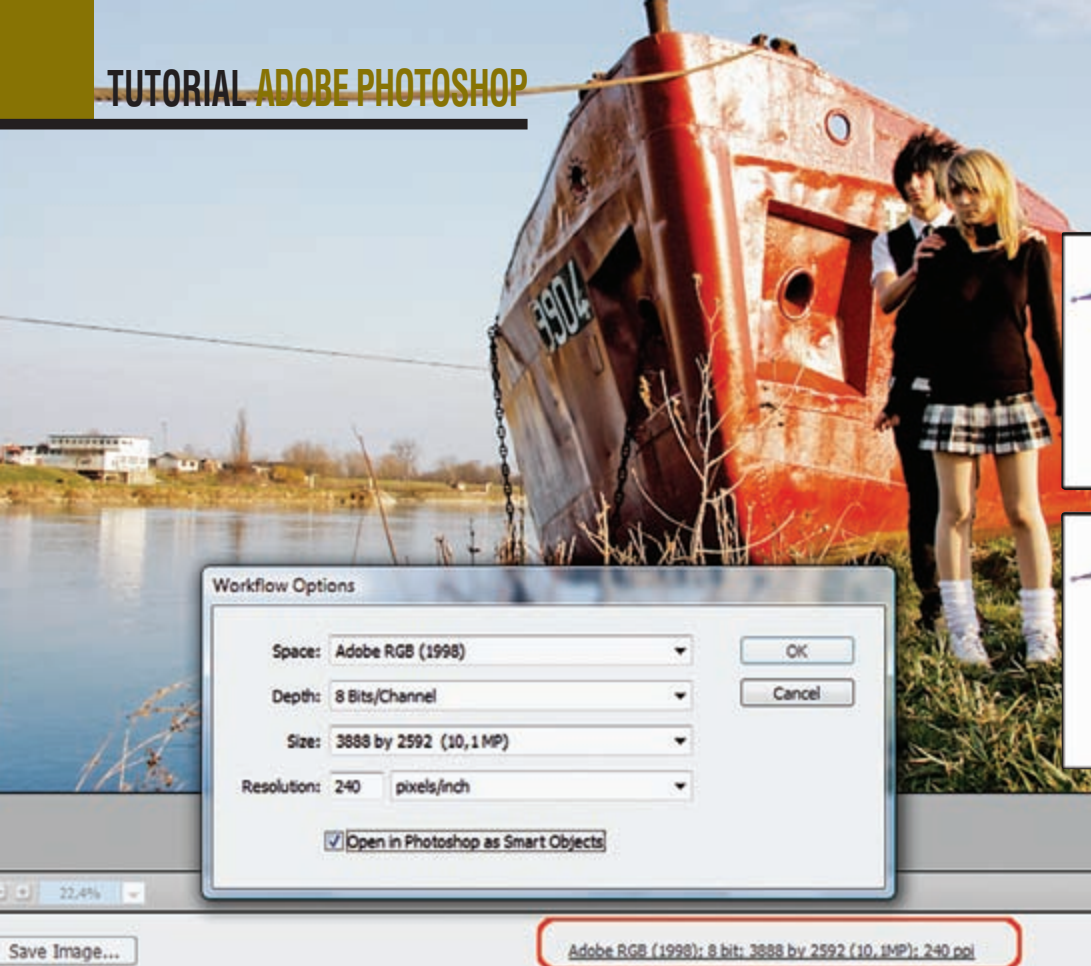 TUTORIAL ADOBE PHOTOSHOP
9904
Workflow Options
Space: Adobe RGB (1998)
OK
Depth: 8 Bits/Channel
Cancel
Size: 3888 by 2592 (10,1 MP)
Resolution: 240 pixels/inch
Open in Photoshop as Smart Objects
22,4%
Save Image...
Adobe RGB (1998); 8 bit; 3888 by 2592 (10,1MP); 240 ppi